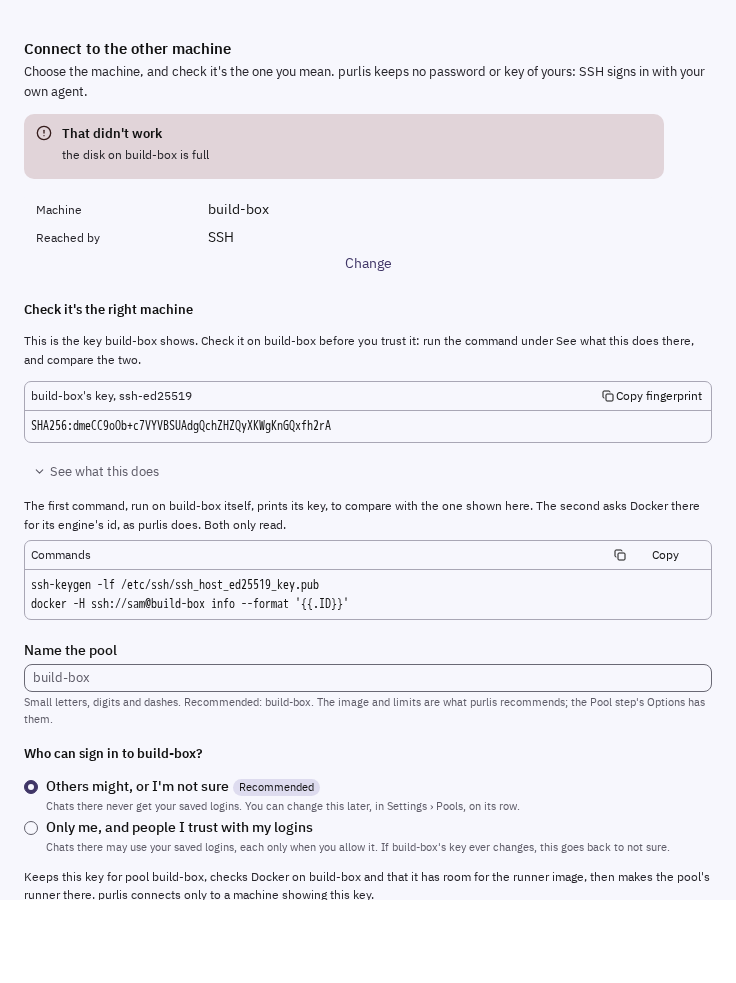 Connect to the other machine
Choose the machine, and check it's the one you mean. purlis keeps no password or key of yours: SSH signs in with your
own agent.
That didn't work
the disk on build-box is full
Machine
build-box
Reached by
SSH
Change
Check it's the right machine
This is the key build-box shows. Check it on build-box before you trust it: run the command under See what this does there,
and compare the two.
build-box's key, ssh-ed25519
Copy fingerprint
SHA256:dmeCC9oOb+c7VYVBSUAdgQchZHZQyXKWgKnGQxfh2rA
See what this does
The first command, run on build-box itself, prints its key, to compare with the one shown here. The second asks Docker there
for its engine's id, as purlis does. Both only read.
Commands
Copy
ssh-keygen -lf /etc/ssh/ssh_host_ed25519_key.pub
docker -H ssh://sam@build-box info --format '{{.ID}}'
Name the pool
build-box
Small letters, digits and dashes. Recommended: build-box. The image and limits are what purlis recommends; the Pool step's Options has
them.
Who can sign in to build-box?
Others might, or I'm not sure Recommended
Chats there never get your saved logins. You can change this later, in Settings › Pools, on its row.
Only me, and people I trust with my logins
Chats there may use your saved logins, each only when you allow it. If build-box's key ever changes, this goes back to not sure.
Keeps this key for pool build-box, checks Docker on build-box and that it has room for the runner image, then makes the pool's
runner there. purlis connects only to a machine showing this key.